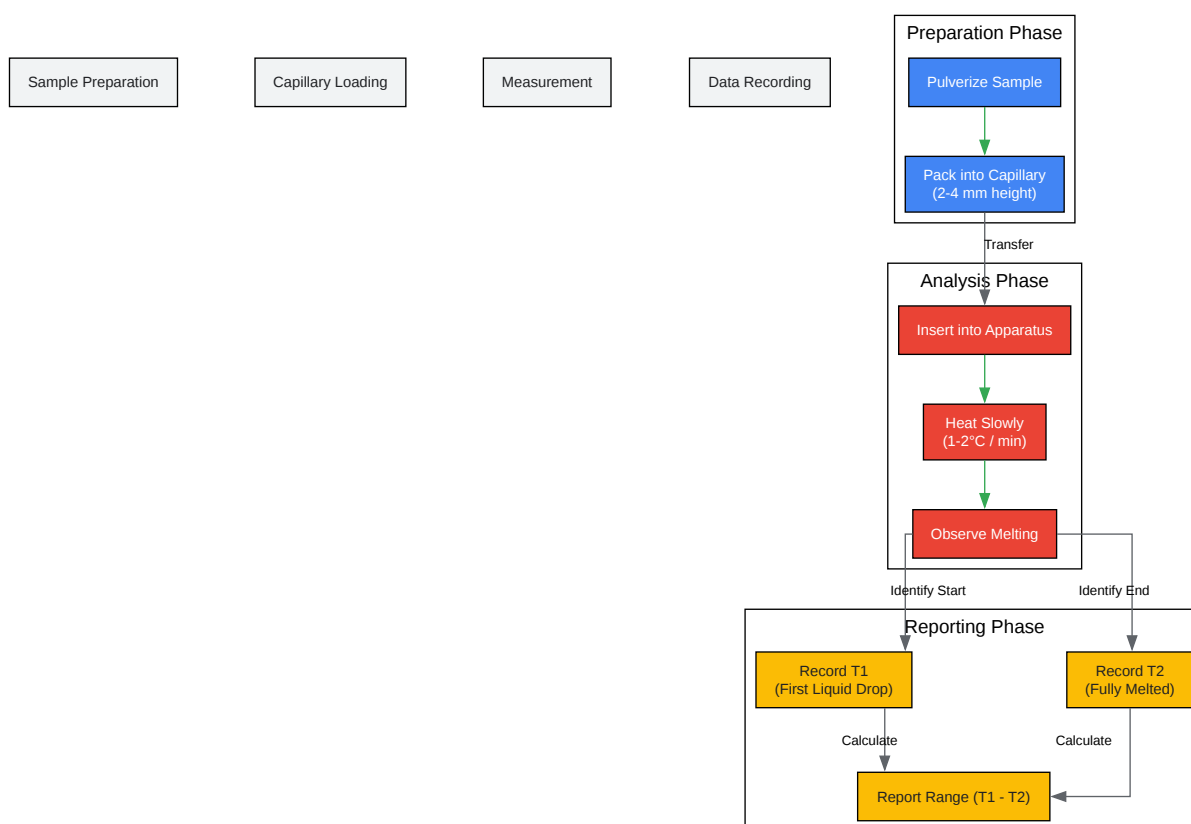 Preparation Phase
Sample Preparation
Capillary Loading
Measurement
Data Recording
Pulverize Sample
Pack into Capillary
(2-4 mm height)
Transfer
Analysis Phase
Insert into Apparatus
Heat Slowly
(1-2°C / min)
Observe Melting
Identify Start
Identify End
Reporting Phase
Record T1
(First Liquid Drop)
Record T2
(Fully Melted)
Calculate
Calculate
Report Range (T1 - T2)